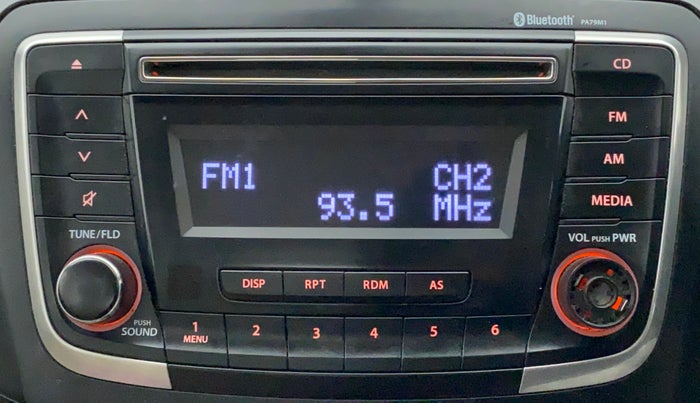 Bluetooth PA79M1
CD
FM
AM
MEDIA
FM1 CH2
93.5 MHz
TUNE/FLD
VOL PUSH PWR
DISP RPT RDM AS
PUSH
SOUND
1 2 3 4 5 6
MENU